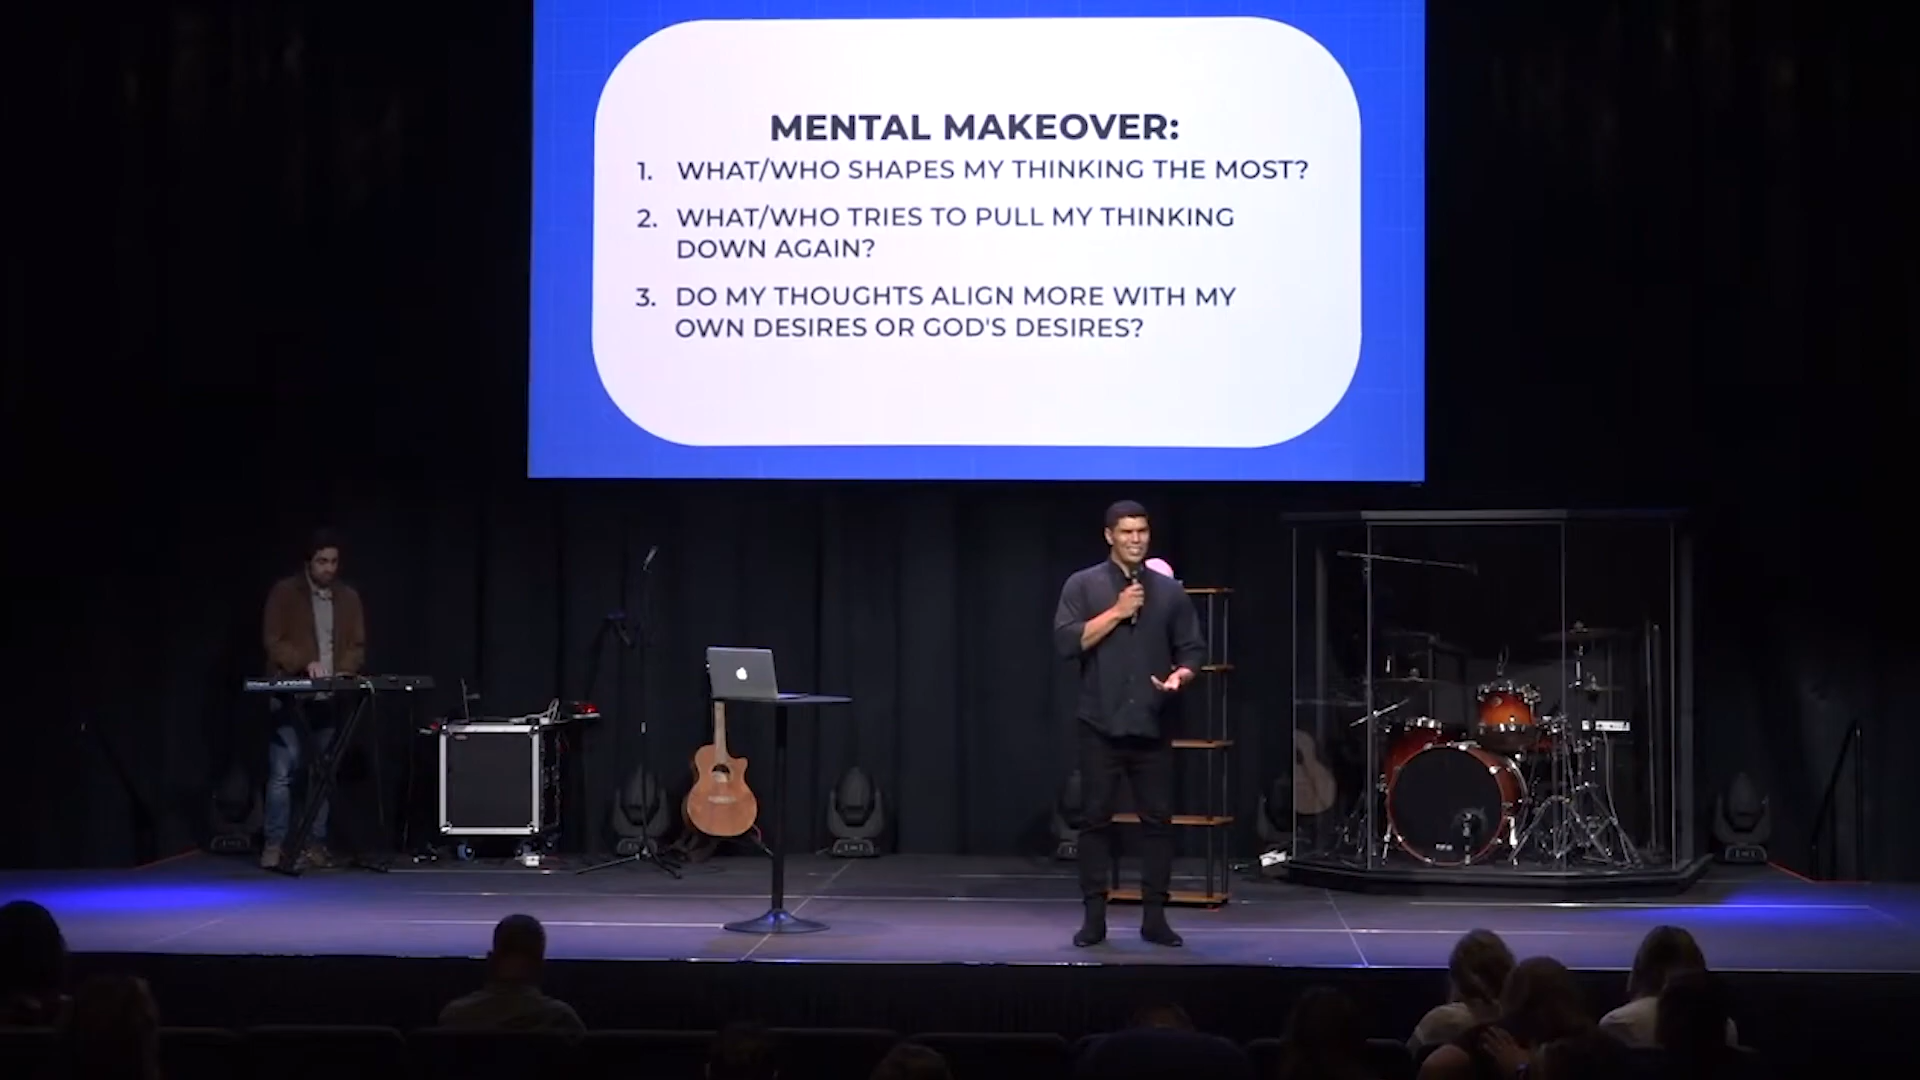 MENTAL MAKEOVER:
1. WHAT/WHO SHAPES MY THINKING THE MOST?
2. WHAT/WHO TRIES TO PULL MY THINKING
DOWN AGAIN?
3. DO MY THOUGHTS ALIGN MORE WITH MY
OWN DESIRES OR GOD'S DESIRES?